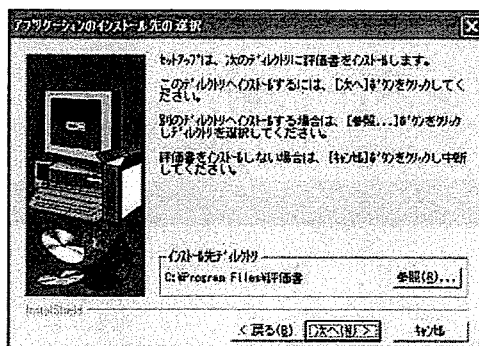 アプリケーションのインストール先の選択
セットアップは、次のディレクトリに評価書をインストールします。
このディレクトリへインストールするには、[次へ]ボタンをクリックしてく
ださい。
別のディレクトリへインストールする場合は、[参照...]ボタンをクリック
しディレクトリを選択してください。
評価書をインストールしない場合は、[キャンセル]ボタンをクリックし中断
してください。
インストール先ディレクトリ
C:¥Program Files¥評価書
参照(R)...
InstallShield
< 戻る(B)
次へ(N) >
キャンセル